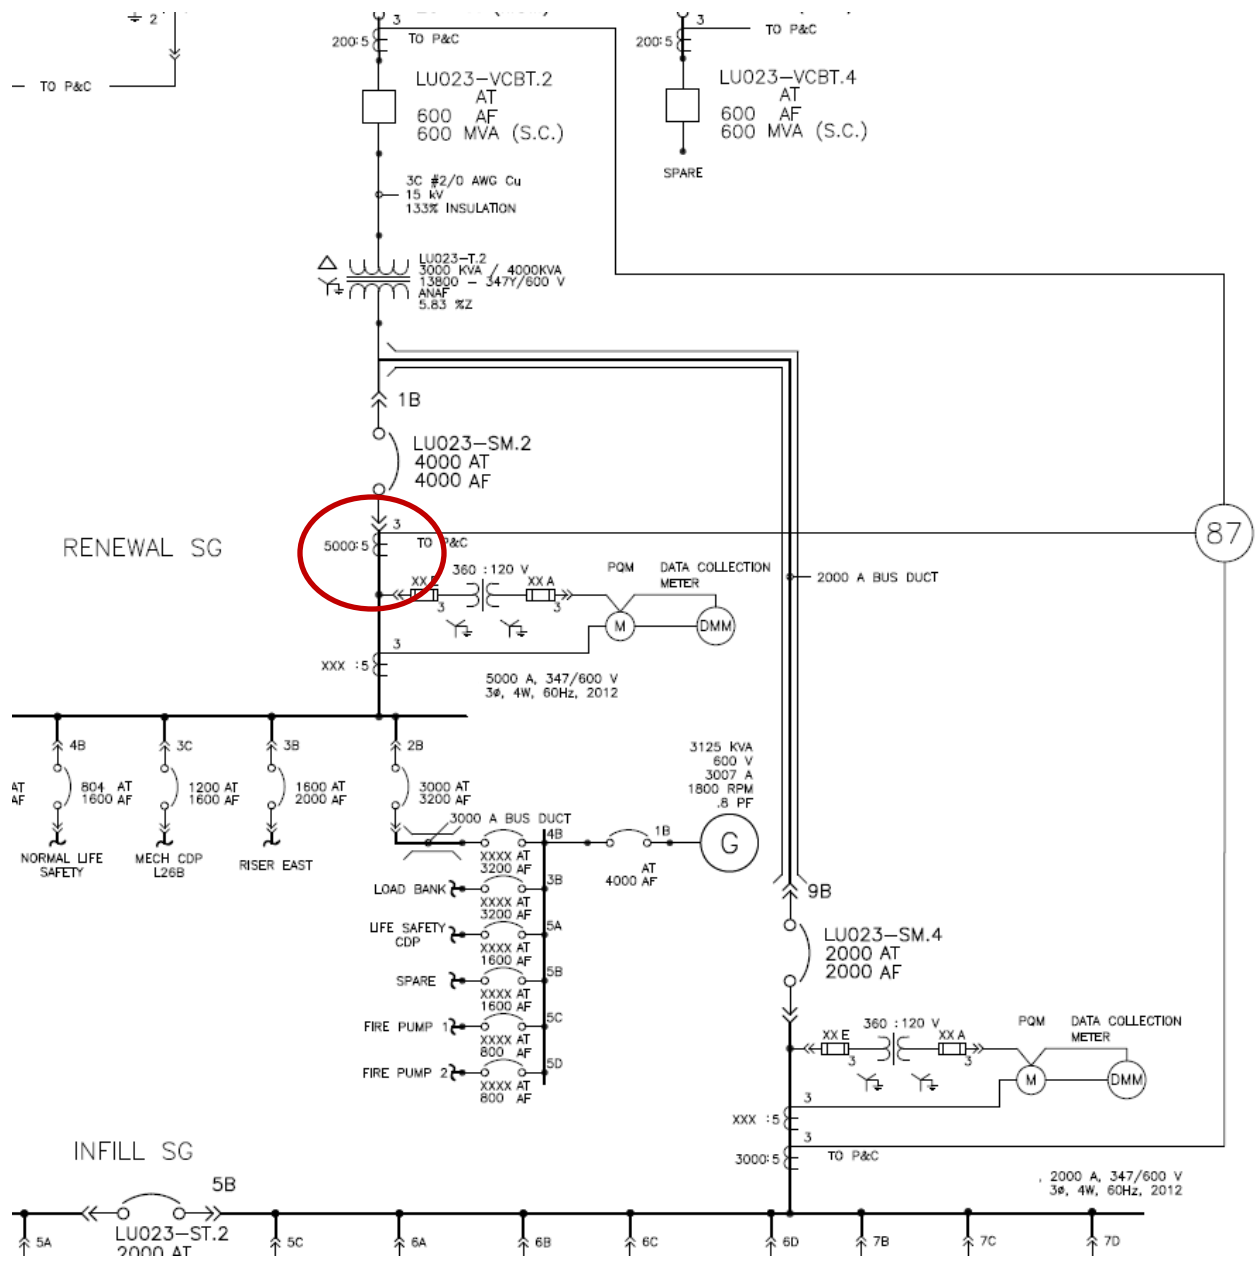 2
3
TO P&C
200:5
3
TO P&C
200:5
TO P&C
LU023-VCBT.2
AT
600 AF
600 MVA (S.C.)
LU023-VCBT.4
AT
600 AF
600 MVA (S.C.)
SPARE
3C #2/0 AWG Cu
15 kV
133% INSULATION
LU023-T.2
3000 KVA / 4000KVA
13800 - 347Y/600 V
ANAF
5.83 %Z
1B
LU023-SM.2
4000 AT
4000 AF
RENEWAL SG
3
5000:5
TO P&C
87
2000 A BUS DUCT
XX E
3
360 :120 V
XX A
3
PQM
DATA COLLECTION
METER
M
DMM
3
XXX :5
5000 A, 347/600 V
3ø, 4W, 60Hz, 2012
4B
3C
3B
2B
AT
AF
804 AT
1600 AF
1200 AT
1600 AF
1600 AT
2000 AF
3000 AT
3200 AF
NORMAL LIFE
SAFETY
MECH CDP
L26B
RISER EAST
3000 A BUS DUCT
3125 KVA
600 V
3007 A
1800 RPM
.8 PF
G
1B
AT
4000 AF
4B
XXXX AT
3200 AF
LOAD BANK
3B
XXXX AT
3200 AF
LIFE SAFETY
CDP
5A
XXXX AT
1600 AF
SPARE
5B
XXXX AT
1600 AF
FIRE PUMP 1
5C
XXXX AT
800 AF
FIRE PUMP 2
5D
XXXX AT
800 AF
9B
LU023-SM.4
2000 AT
2000 AF
XX E
3
360 :120 V
XX A
3
PQM
DATA COLLECTION
METER
M
DMM
3
XXX :5
3
3000:5
TO P&C
, 2000 A, 347/600 V
3ø, 4W, 60Hz, 2012
INFILL SG
5B
LU023-ST.2
2000 AT
5A
5C
6A
6B
6C
6D
7B
7C
7D